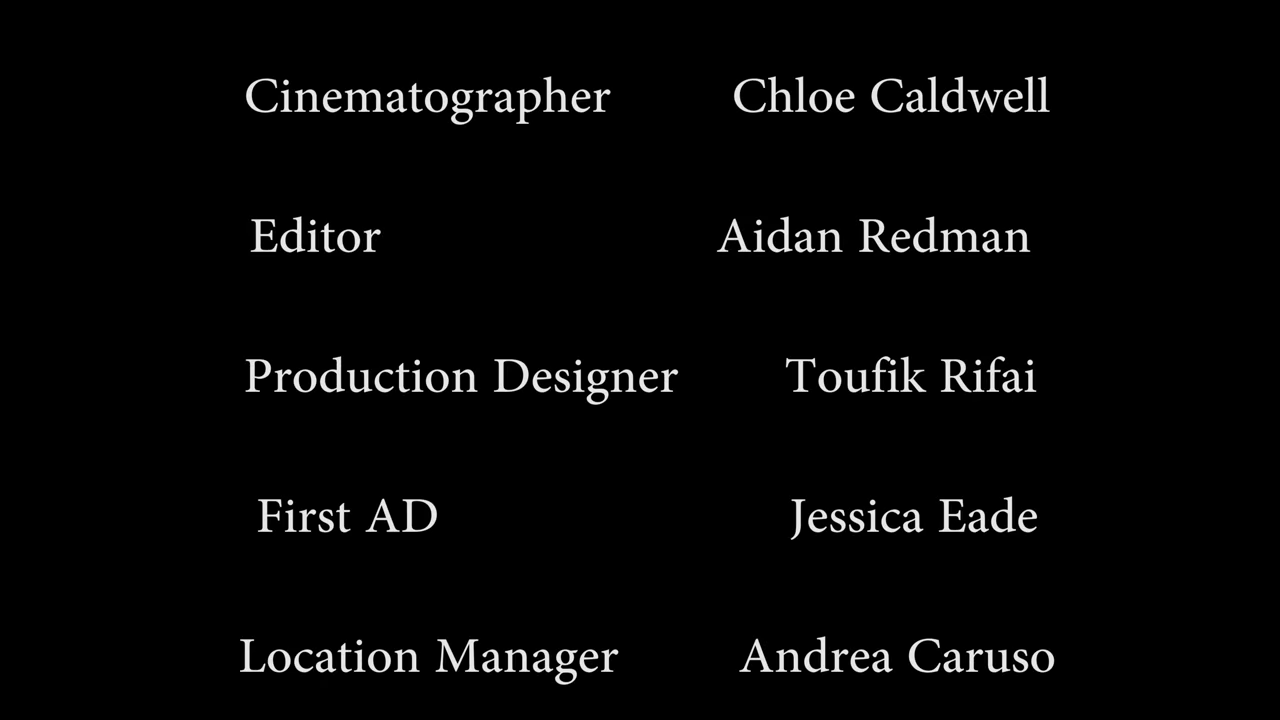 Cinematographer Chloe Caldwell
Editor Aidan Redman
Production Designer Toufik Rifai
First AD Jessica Eade
Location Manager Andrea Caruso